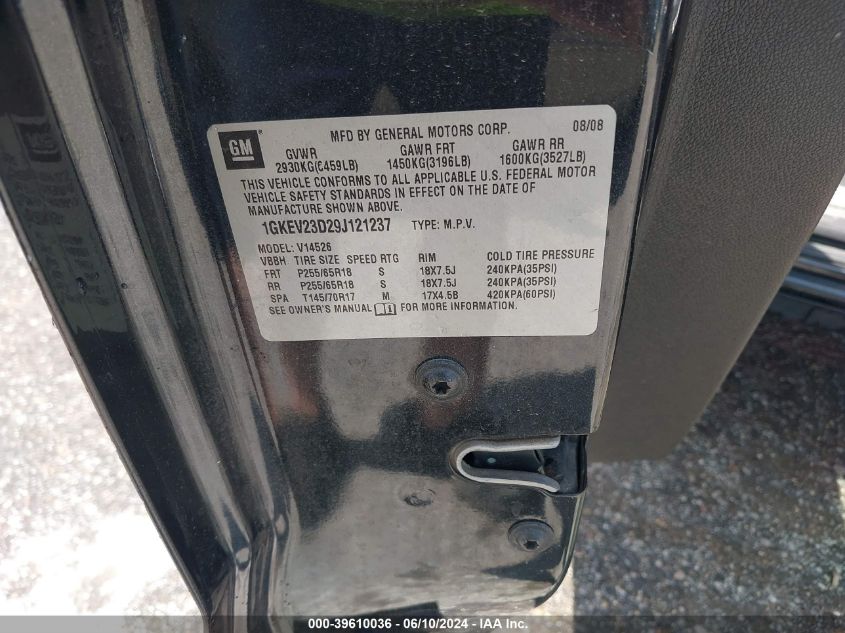 GM
MFD BY GENERAL MOTORS CORP. 08/08
GVWR GAWR FRT GAWR RR
2930KG(6459LB) 1450KG(3196LB) 1600KG(3527LB)
THIS VEHICLE CONFORMS TO ALL APPLICABLE U.S. FEDERAL MOTOR
VEHICLE SAFETY STANDARDS IN EFFECT ON THE DATE OF
MANUFACTURE SHOWN ABOVE.
1GKEV23D29J121237 TYPE: M.P.V.
MODEL: V14526
VBBH TIRE SIZE SPEED RTG RIM COLD TIRE PRESSURE
FRT P255/65R18 S 18X7.5J 240KPA(35PSI)
RR P255/65R18 S 18X7.5J 240KPA(35PSI)
SPA T145/70R17 M 17X4.5B 420KPA(60PSI)
SEE OWNER'S MANUAL FOR MORE INFORMATION.
000-39610036 - 06/10/2024 - IAA Inc.